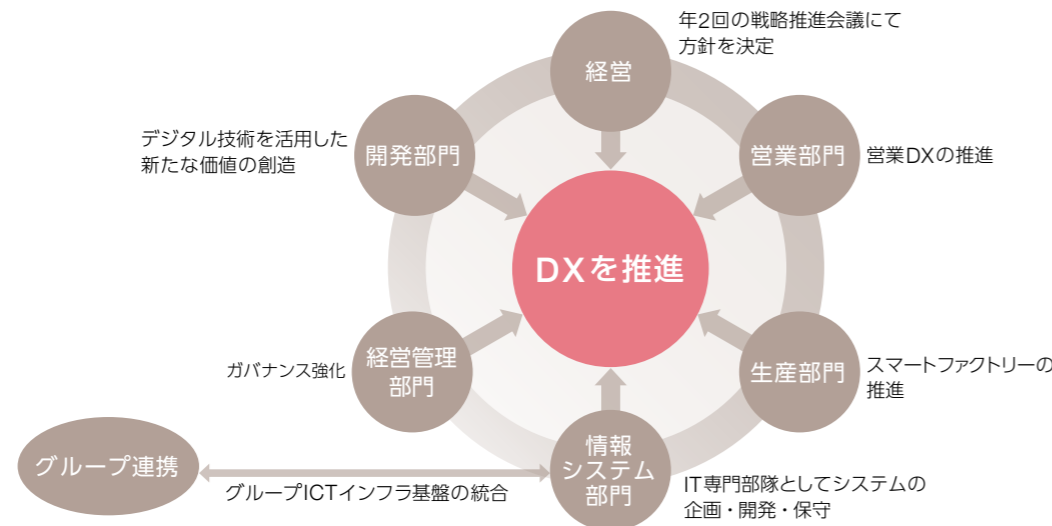 年2回の戦略推進会議にて
方針を決定
経営
デジタル技術を活用した
新たな価値の創造
開発部門
営業部門
営業DXの推進
DXを推進
ガバナンス強化
経営管理
部門
生産部門
スマートファクトリーの
推進
情報
システム
部門
グループ連携
グループICTインフラ基盤の統合
IT専門部隊としてシステムの
企画・開発・保守